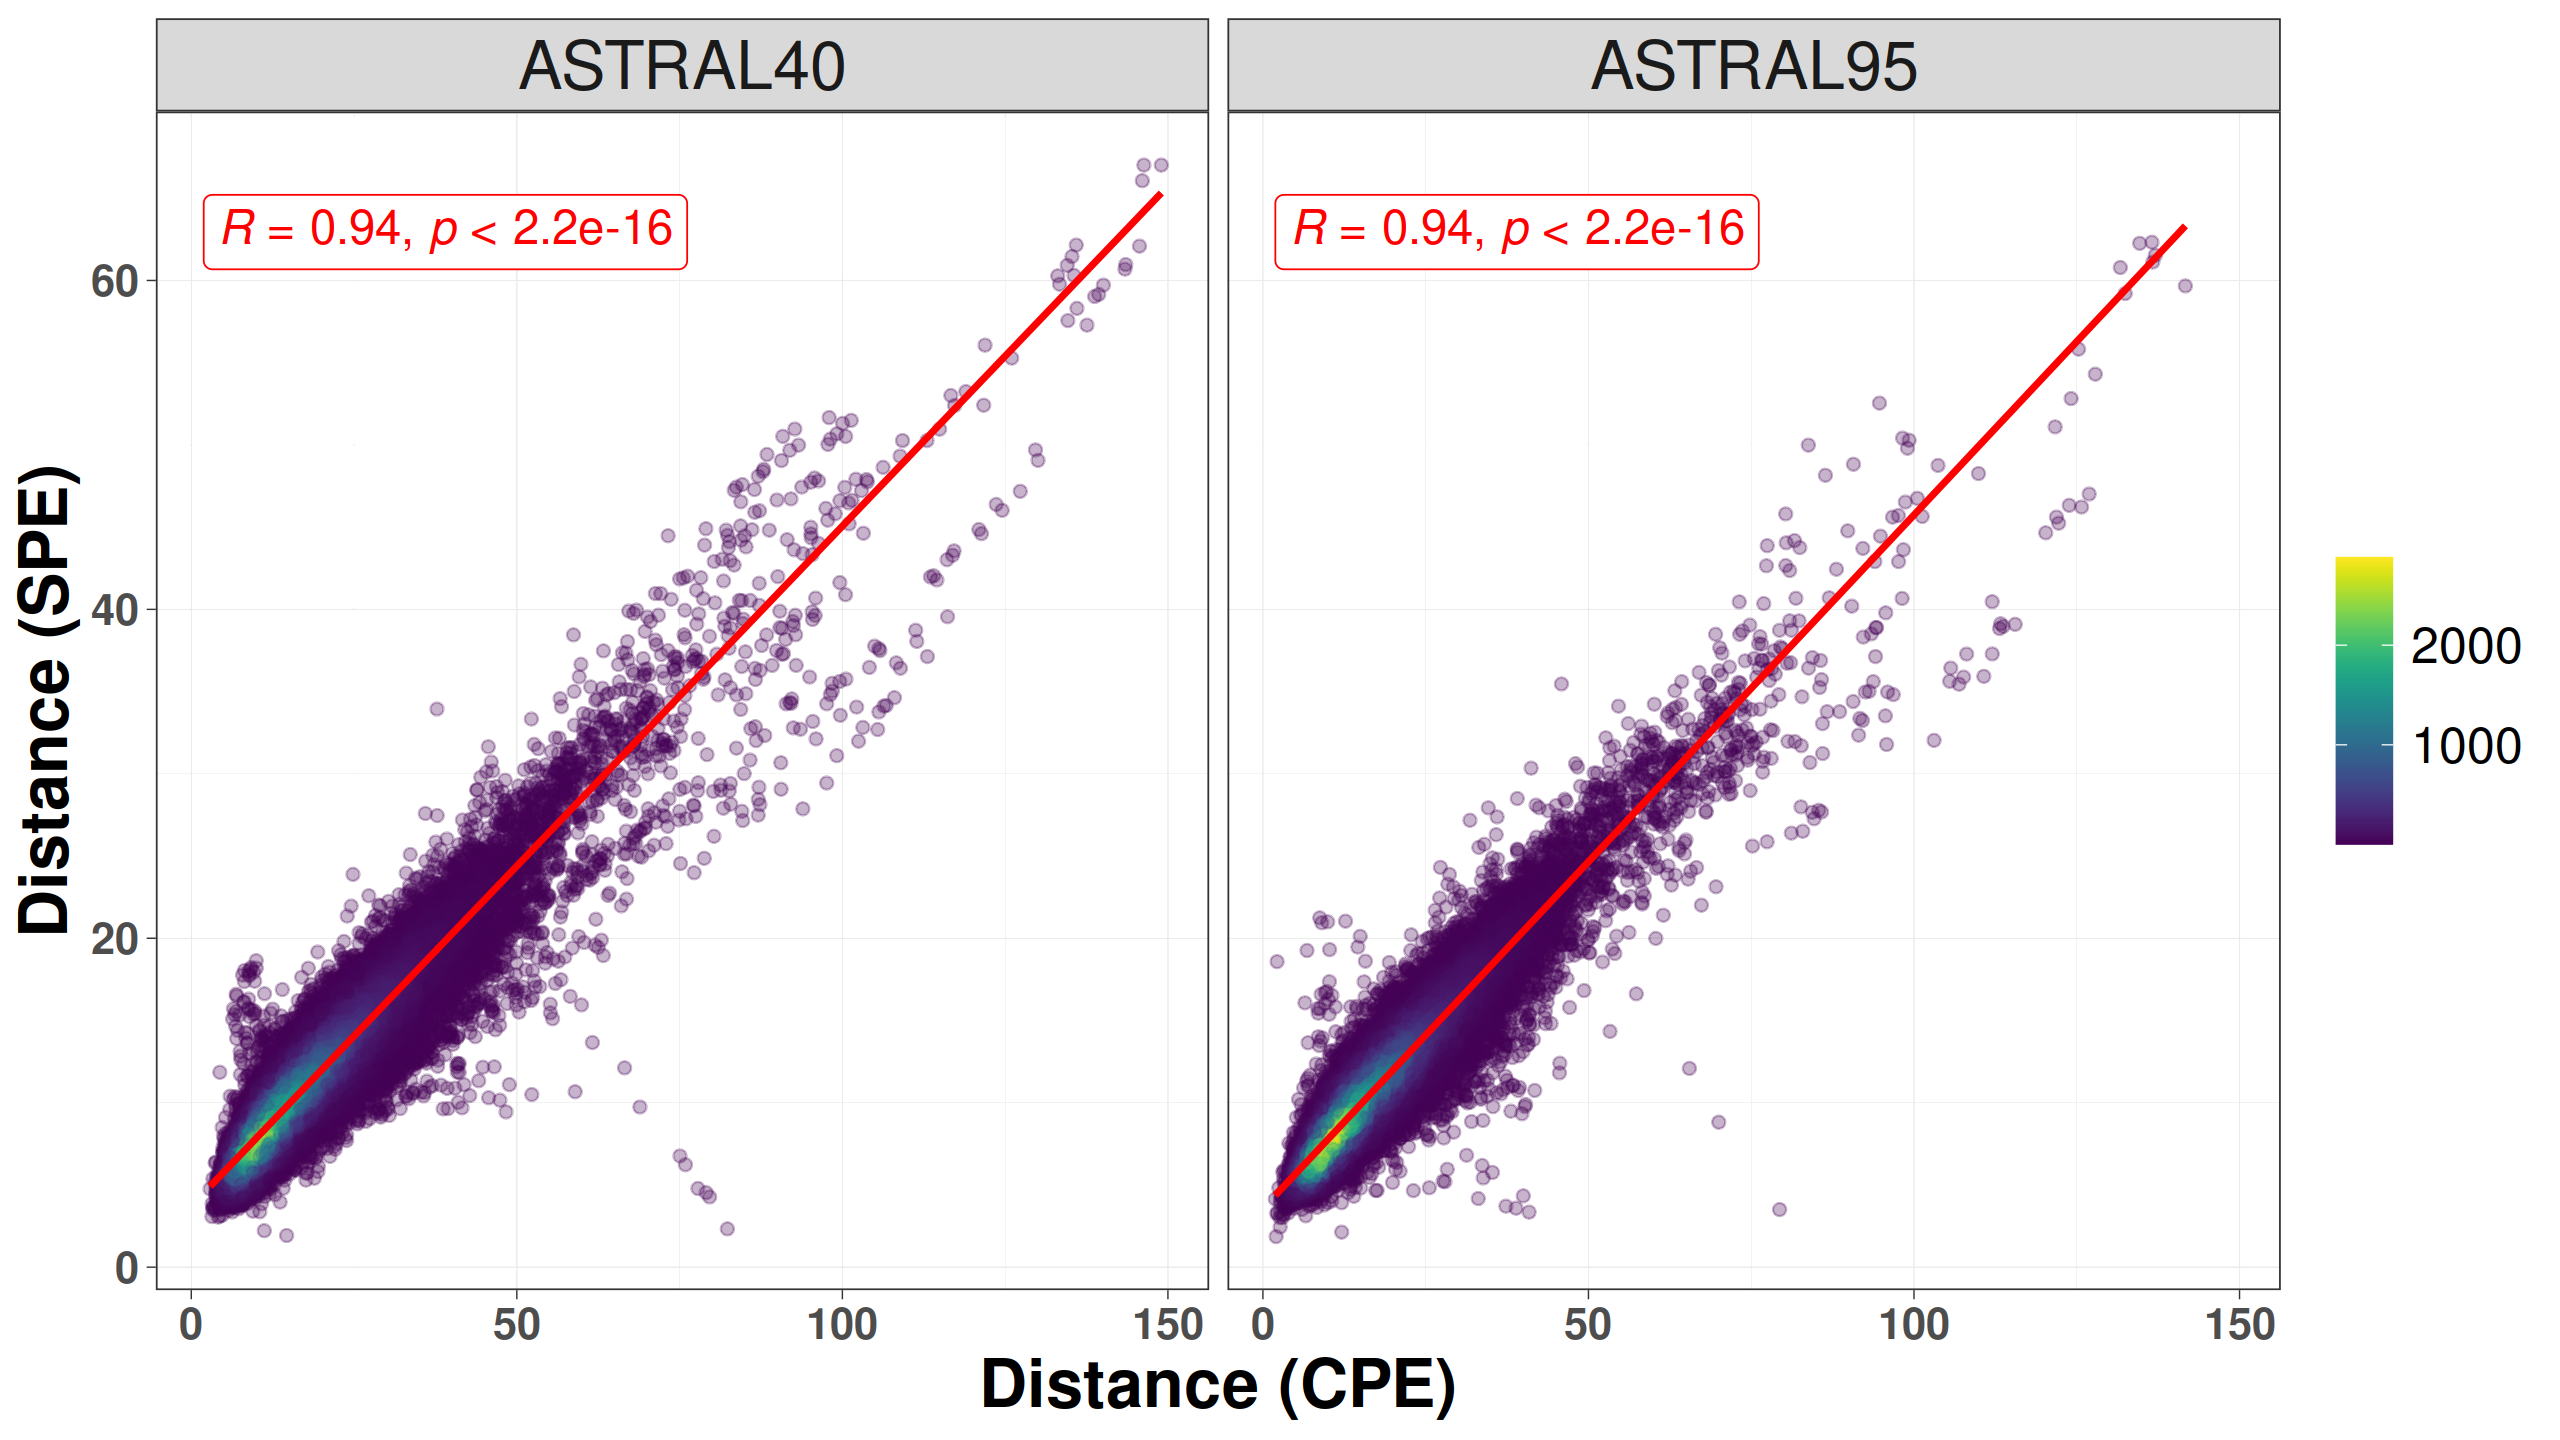 ASTRAL40
ASTRAL95
R = 0.94, p < 2.2e-16
R = 0.94, p < 2.2e-16
Distance (SPE)
60
40
20
0
0 50 100 150
0 50 100 150
Distance (CPE)
2000
1000